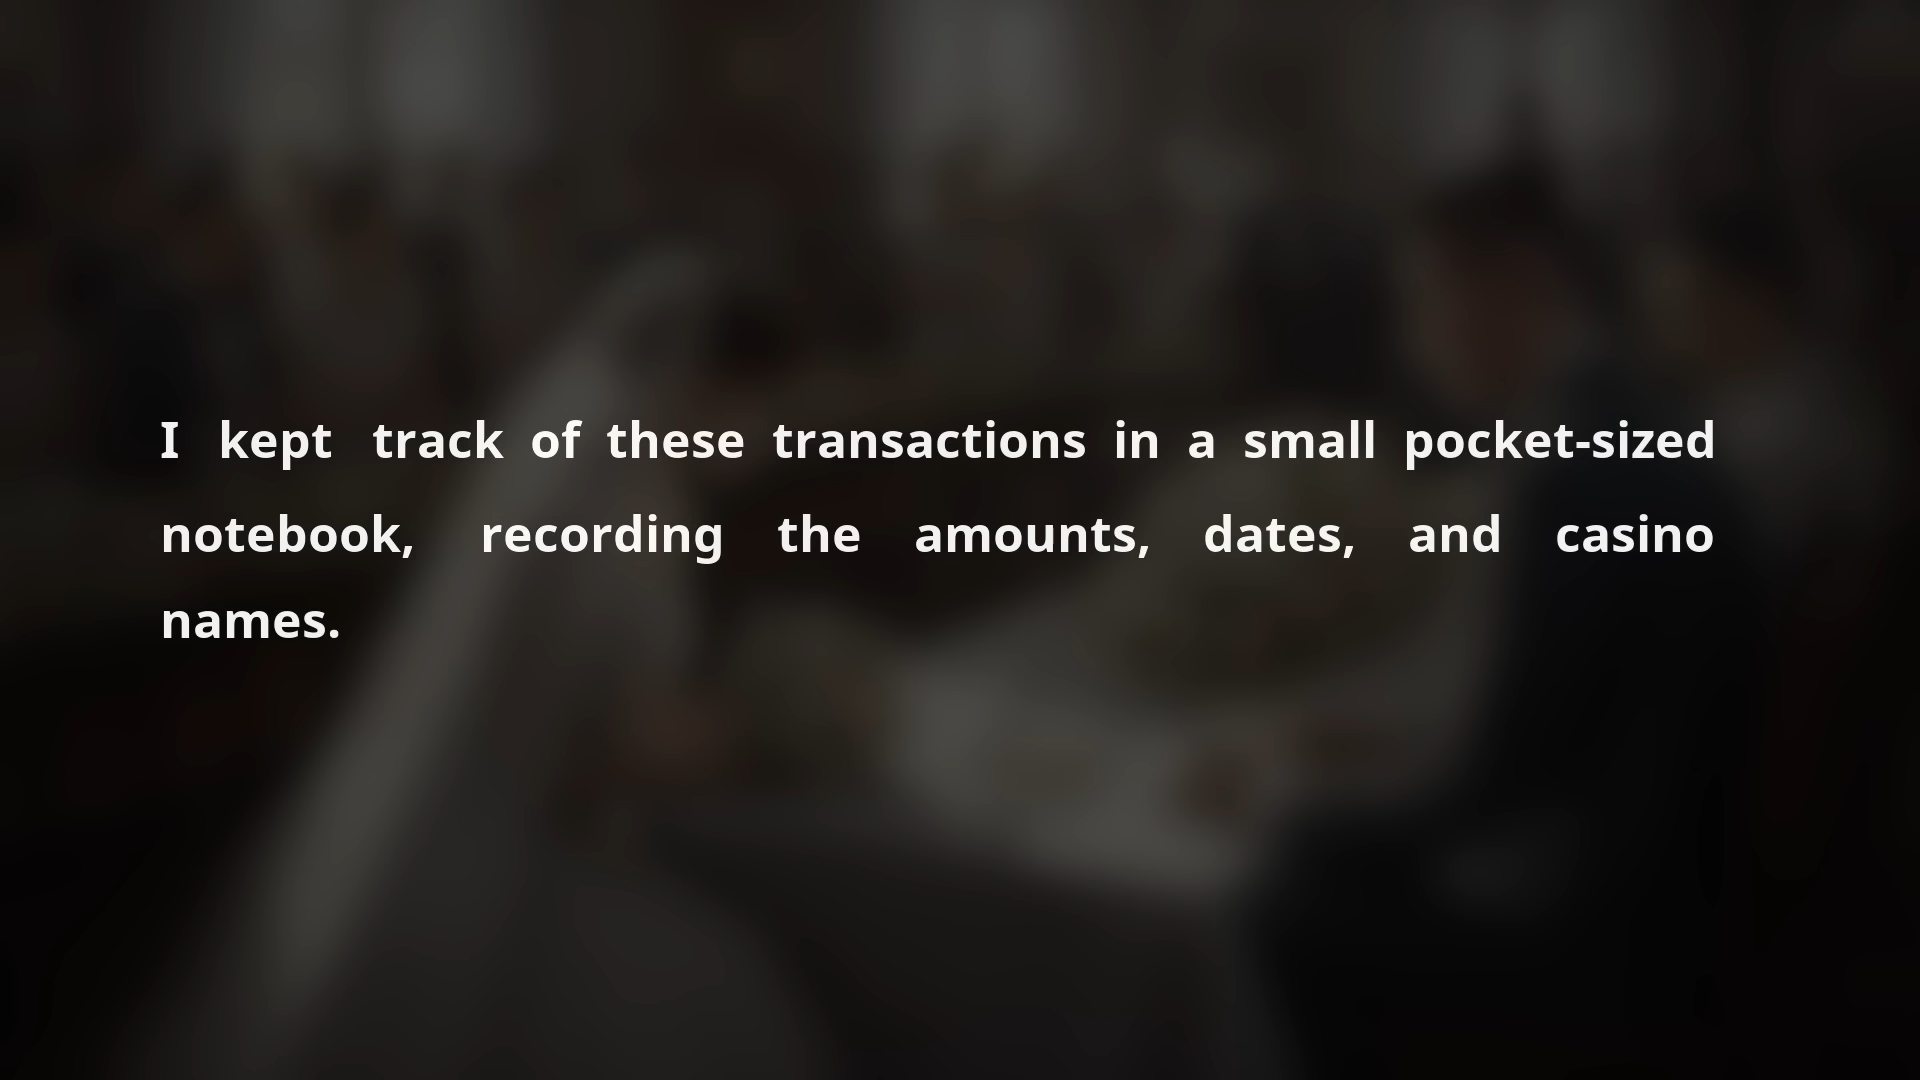 I kept track of these transactions in a small pocket-sized
notebook, recording the amounts, dates, and casino
names.